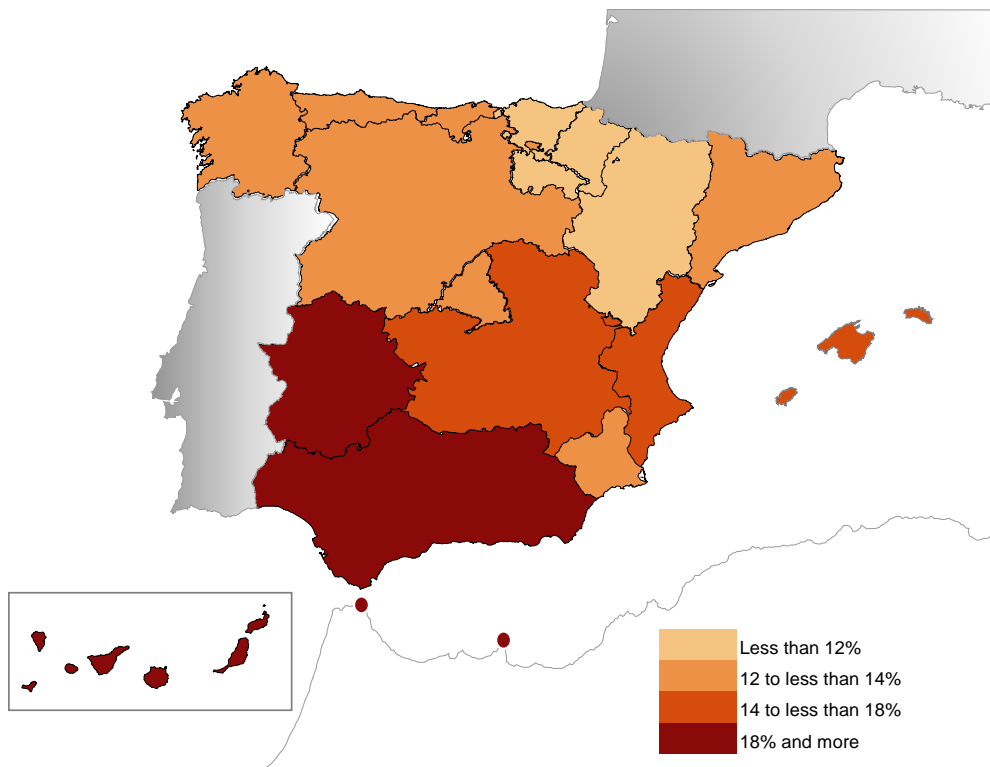 Less than 12%
12 to less than 14%
14 to less than 18%
18% and more